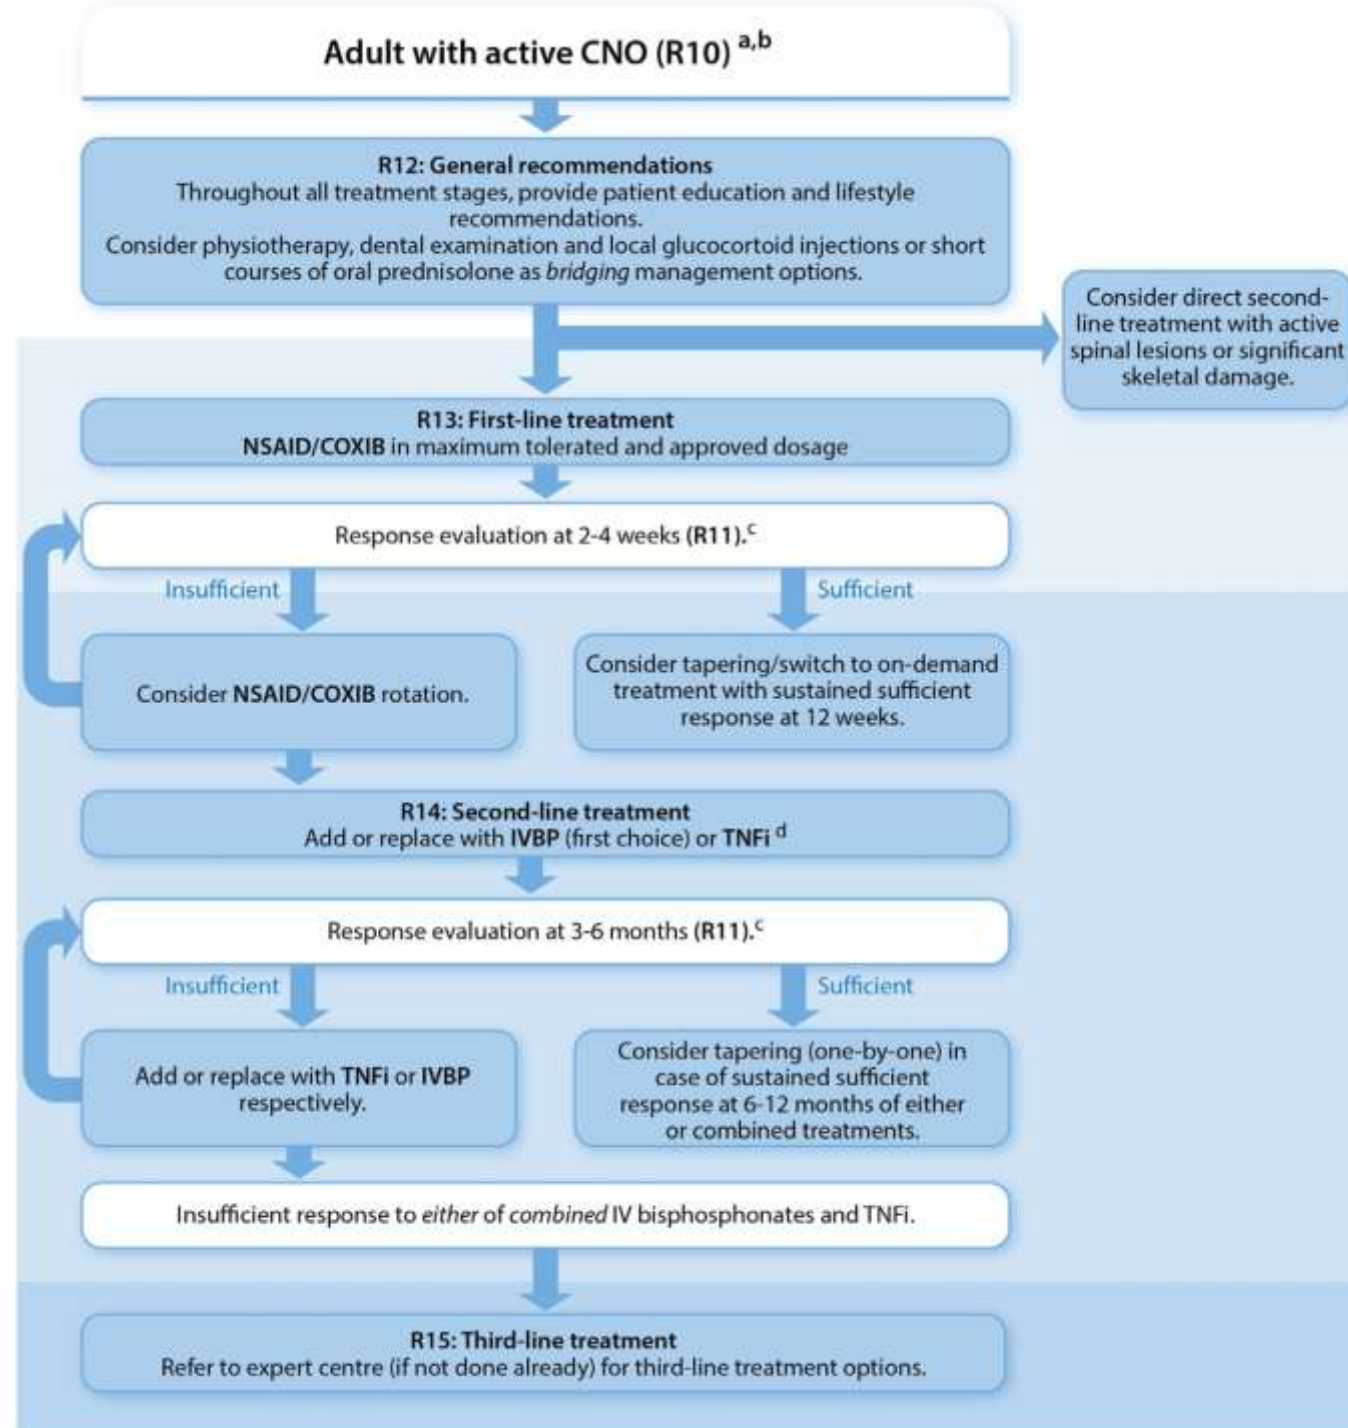 Adult with active CNO (R10) a,b
R12: General recommendations
Throughout all treatment stages, provide patient education and lifestyle
recommendations.
Consider physiotherapy, dental examination and local glucocortoid injections or short
courses of oral prednisolone as bridging management options.
Consider direct second-
line treatment with active
spinal lesions or significant
skeletal damage.
R13: First-line treatment
NSAID/COXIB in maximum tolerated and approved dosage
Response evaluation at 2-4 weeks (R11).c
Insufficient
Sufficient
Consider NSAID/COXIB rotation.
Consider tapering/switch to on-demand
treatment with sustained sufficient
response at 12 weeks.
R14: Second-line treatment
Add or replace with IVBP (first choice) or TNFi d
Response evaluation at 3-6 months (R11).c
Insufficient
Sufficient
Add or replace with TNFi or IVBP
respectively.
Consider tapering (one-by-one) in
case of sustained sufficient
response at 6-12 months of either
or combined treatments.
Insufficient response to either of combined IV bisphosphonates and TNFi.
R15: Third-line treatment
Refer to expert centre (if not done already) for third-line treatment options.